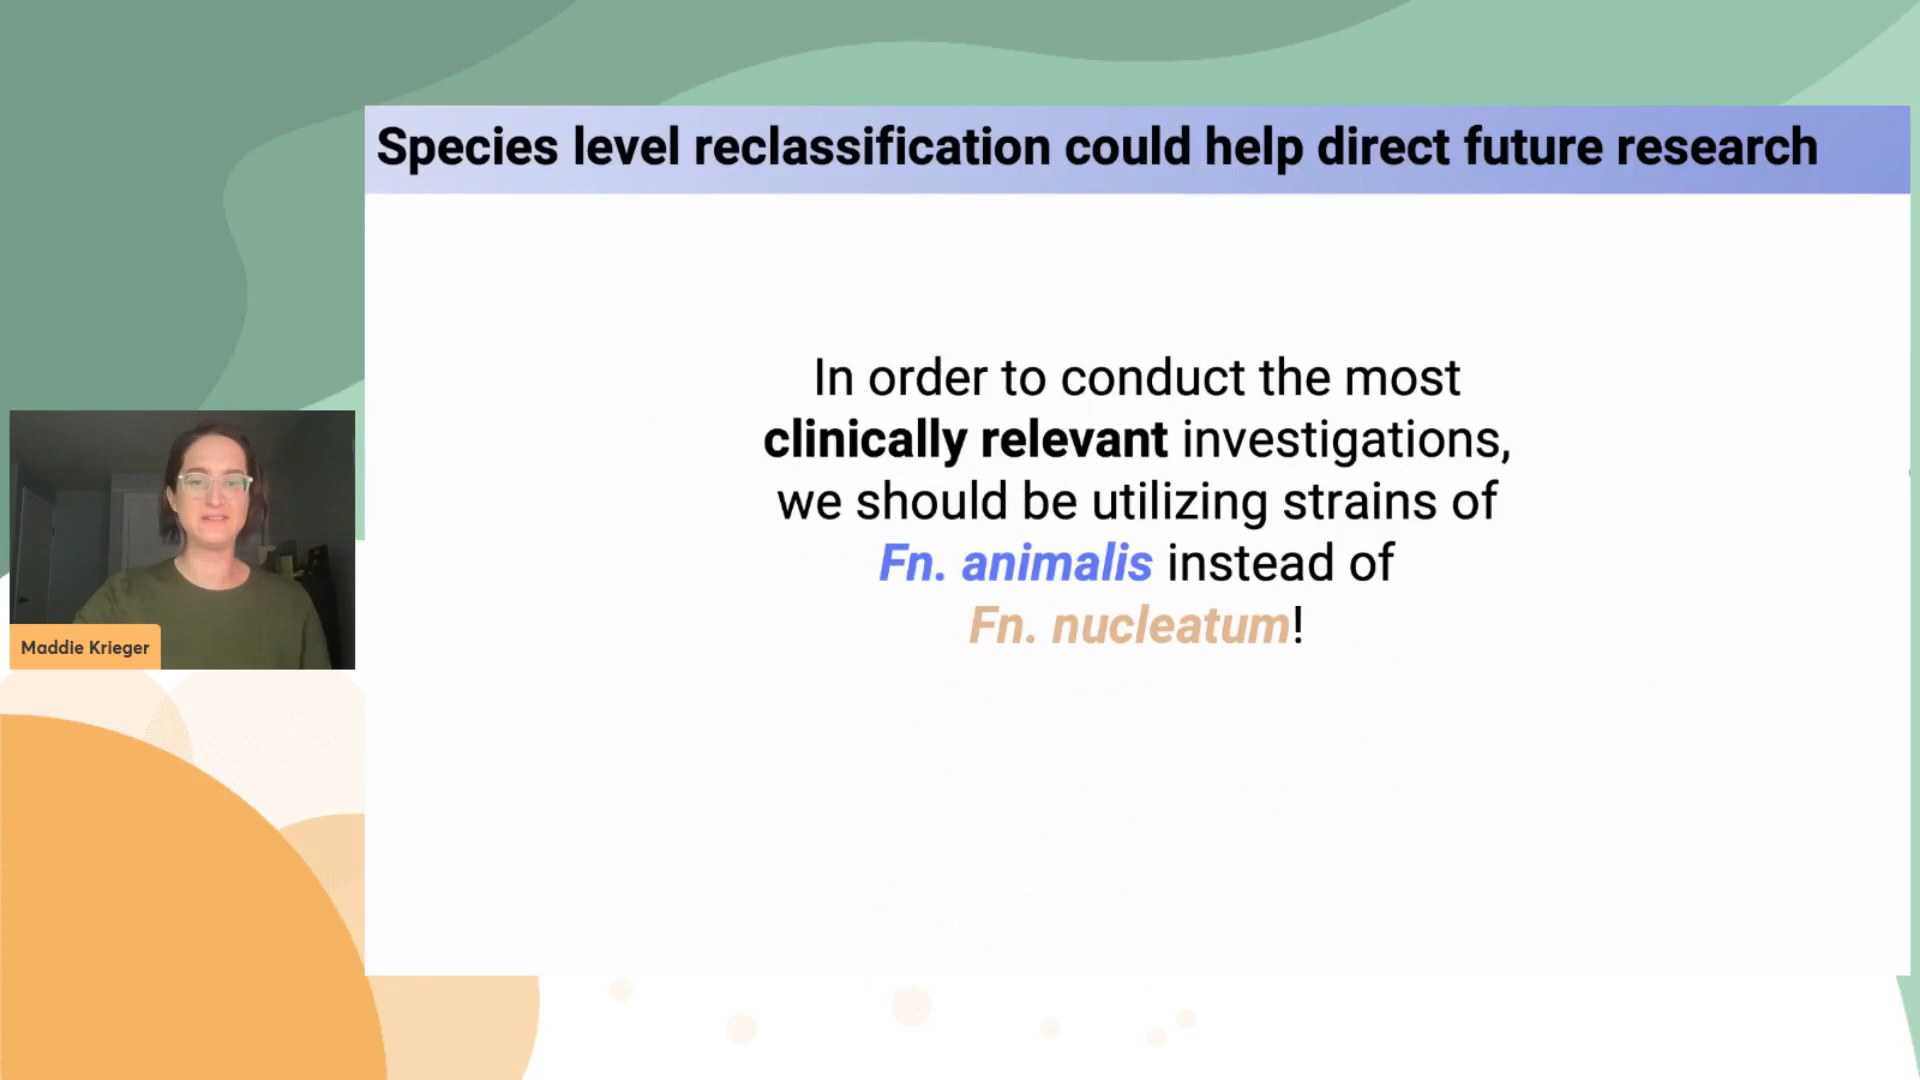 Species level reclassification could help direct future research
In order to conduct the most
clinically relevant investigations,
we should be utilizing strains of
Fn. animalis instead of
Fn. nucleatum!
Maddie Krieger